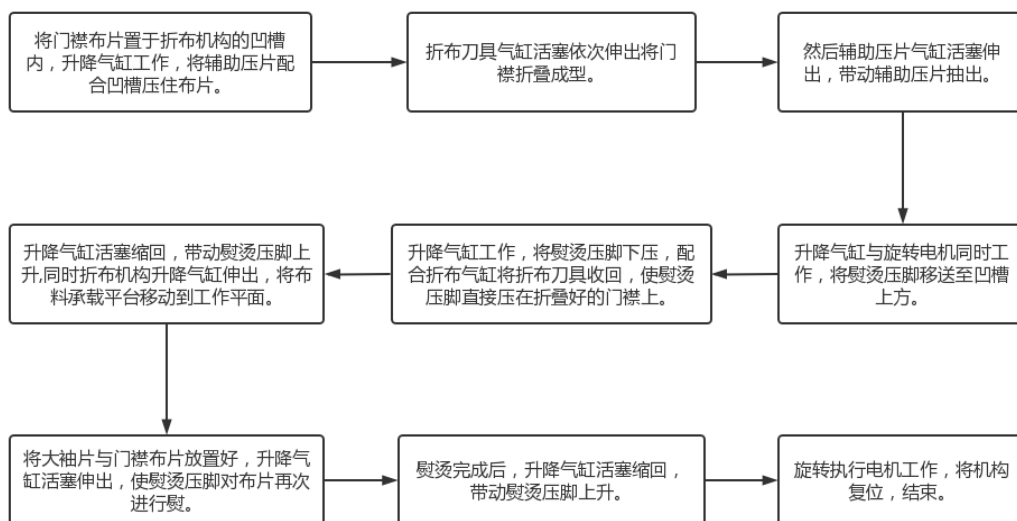 将门襟布片置于折布机构的凹槽
内，升降气缸工作，将辅助压片配
合凹槽压住布片。
折布刀具气缸活塞依次伸出将门
襟折叠成型。
然后辅助压片气缸活塞伸
出，带动辅助压片抽出。
升降气缸与旋转电机同时工
作，将熨烫压脚移送至凹槽
上方。
升降气缸工作，将熨烫压脚下压，配
合折布气缸将折布刀具收回，使熨烫
压脚直接压在折叠好的门襟上。
升降气缸活塞缩回，带动熨烫压脚上
升,同时折布机构升降气缸伸出，将布
料承载平台移动到工作平面。
将大袖片与门襟布片放置好，升降气
缸活塞伸出，使熨烫压脚对布片再次
进行熨。
熨烫完成后，升降气缸活塞缩回，
带动熨烫压脚上升。
旋转执行电机工作，将机构
复位，结束。